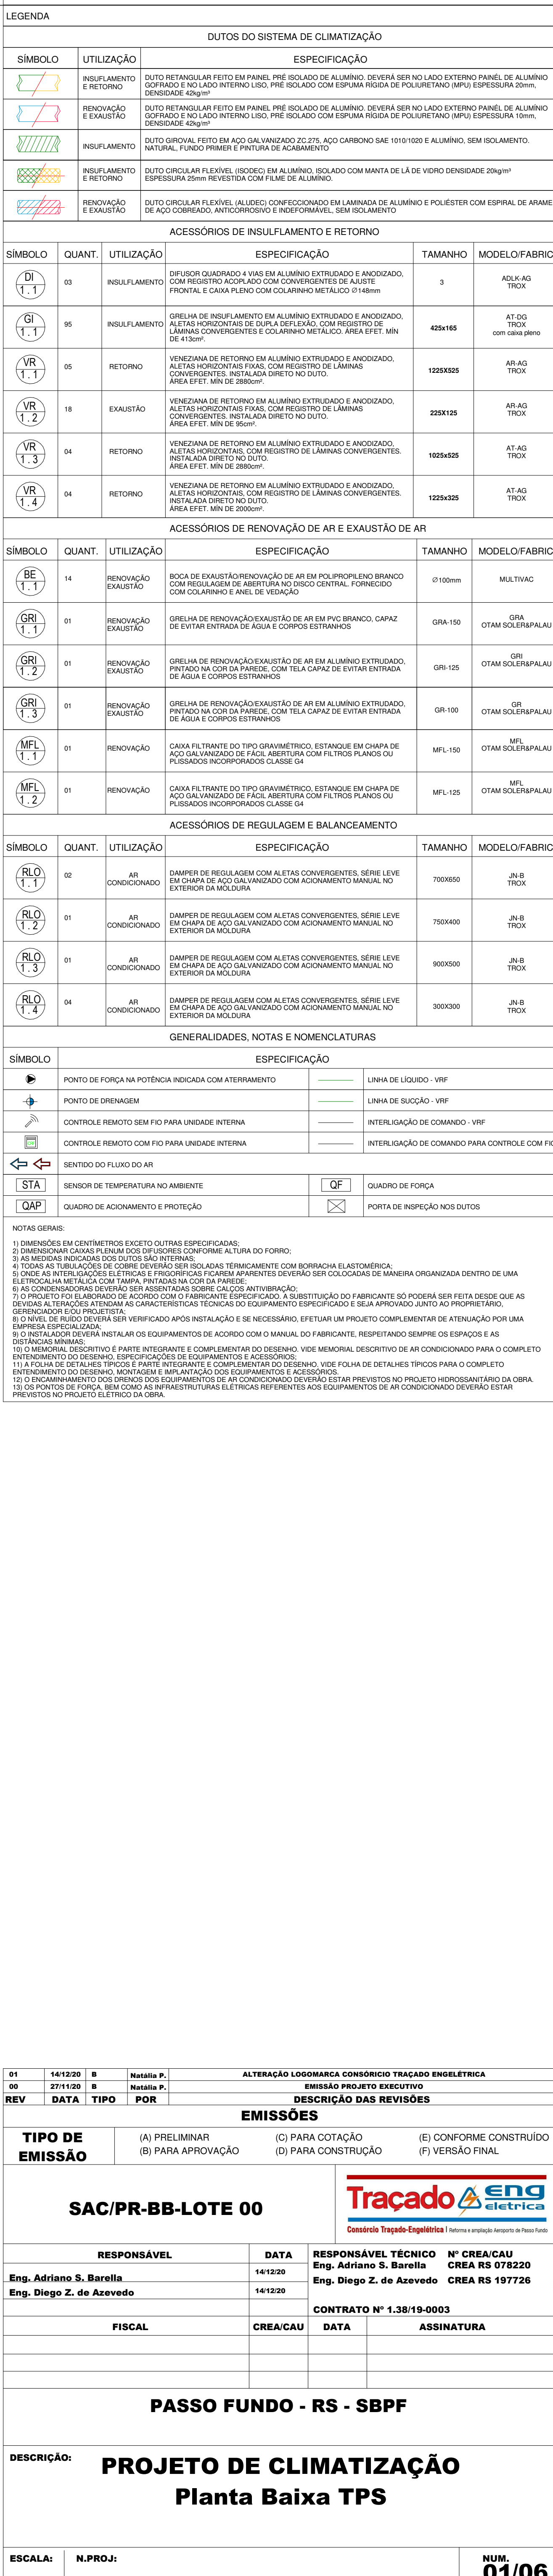 LEGENDA
DUTOS DO SISTEMA DE CLIMATIZAÇÃO
SÍMBOLO UTILIZAÇÃO ESPECIFICAÇÃO
INSUFLAMENTO
E RETORNO
DUTO RETANGULAR FEITO EM PAINEL PRÉ ISOLADO DE ALUMÍNIO. DEVERÁ SER NO LADO EXTERNO PAINÉL DE ALUMÍNIO
GOFRADO E NO LADO INTERNO LISO, PRÉ ISOLADO COM ESPUMA RÍGIDA DE POLIURETANO (MPU) ESPESSURA 20mm,
DENSIDADE 42kg/m³
RENOVAÇÃO
E EXAUSTÃO
DUTO RETANGULAR FEITO EM PAINEL PRÉ ISOLADO DE ALUMÍNIO. DEVERÁ SER NO LADO EXTERNO PAINÉL DE ALUMÍNIO
GOFRADO E NO LADO INTERNO LISO, PRÉ ISOLADO COM ESPUMA RÍGIDA DE POLIURETANO (MPU) ESPESSURA 10mm,
DENSIDADE 42kg/m³
INSUFLAMENTO
DUTO GIROVAL FEITO EM AÇO GALVANIZADO ZC.275, AÇO CARBONO SAE 1010/1020 E ALUMÍNIO, SEM ISOLAMENTO.
NATURAL, FUNDO PRIMER E PINTURA DE ACABAMENTO
INSUFLAMENTO
E RETORNO
DUTO CIRCULAR FLEXÍVEL (ISODEC) EM ALUMÍNIO, ISOLADO COM MANTA DE LÃ DE VIDRO DENSIDADE 20kg/m³
ESPESSURA 25mm REVESTIDA COM FILME DE ALUMÍNIO.
RENOVAÇÃO
E EXAUSTÃO
DUTO CIRCULAR FLEXÍVEL (ALUDEC) CONFECCIONADO EM LAMINADA DE ALUMÍNIO E POLIÉSTER COM ESPIRAL DE ARAME
DE AÇO COBREADO, ANTICORROSIVO E INDEFORMÁVEL, SEM ISOLAMENTO
ACESSÓRIOS DE INSULFLAMENTO E RETORNO
SÍMBOLO QUANT. UTILIZAÇÃO ESPECIFICAÇÃO TAMANHO MODELO/FABRIC
DI
1 . 1
03
INSULFLAMENTO
DIFUSOR QUADRADO 4 VIAS EM ALUMÍNIO EXTRUDADO E ANODIZADO,
COM REGISTRO ACOPLADO COM CONVERGENTES DE AJUSTE
FRONTAL E CAIXA PLENO COM COLARINHO METÁLICO ∅148mm
3
ADLK-AG
TROX
GI
1 . 1
95
INSULFLAMENTO
GRELHA DE INSUFLAMENTO EM ALUMÍNIO EXTRUDADO E ANODIZADO,
ALETAS HORIZONTAIS DE DUPLA DEFLEXÃO, COM REGISTRO DE
LÂMINAS CONVERGENTES E COLARINHO METÁLICO. ÁREA EFET. MÍN
DE 413cm².
425x165
AT-DG
TROX
com caixa pleno
VR
1 . 1
05
RETORNO
VENEZIANA DE RETORNO EM ALUMÍNIO EXTRUDADO E ANODIZADO,
ALETAS HORIZONTAIS FIXAS, COM REGISTRO DE LÂMINAS
CONVERGENTES. INSTALADA DIRETO NO DUTO.
ÁREA EFET. MÍN DE 2880cm².
1225X525
AR-AG
TROX
VR
1 . 2
18
EXAUSTÃO
VENEZIANA DE RETORNO EM ALUMÍNIO EXTRUDADO E ANODIZADO,
ALETAS HORIZONTAIS FIXAS, COM REGISTRO DE LÂMINAS
CONVERGENTES. INSTALADA DIRETO NO DUTO.
ÁREA EFET. MÍN DE 95cm².
225X125
AR-AG
TROX
VR
1 . 3
04
RETORNO
VENEZIANA DE RETORNO EM ALUMÍNIO EXTRUDADO E ANODIZADO,
ALETAS HORIZONTAIS, COM REGISTRO DE LÂMINAS CONVERGENTES.
INSTALADA DIRETO NO DUTO.
ÁREA EFET. MÍN DE 2880cm².
1025x525
AT-AG
TROX
VR
1 . 4
04
RETORNO
VENEZIANA DE RETORNO EM ALUMÍNIO EXTRUDADO E ANODIZADO,
ALETAS HORIZONTAIS, COM REGISTRO DE LÂMINAS CONVERGENTES.
INSTALADA DIRETO NO DUTO.
ÁREA EFET. MÍN DE 2000cm².
1225x325
AT-AG
TROX
ACESSÓRIOS DE RENOVAÇÃO DE AR E EXAUSTÃO DE AR
SÍMBOLO QUANT. UTILIZAÇÃO ESPECIFICAÇÃO TAMANHO MODELO/FABRIC
BE
1 . 1
14
RENOVAÇÃO
EXAUSTÃO
BOCA DE EXAUSTÃO/RENOVAÇÃO DE AR EM POLIPROPILENO BRANCO
COM REGULAGEM DE ABERTURA NO DISCO CENTRAL. FORNECIDO
COM COLARINHO E ANEL DE VEDAÇÃO
∅100mm
MULTIVAC
GRI
1 . 1
01
RENOVAÇÃO
EXAUSTÃO
GRELHA DE RENOVAÇÃO/EXAUSTÃO DE AR EM PVC BRANCO, CAPAZ
DE EVITAR ENTRADA DE ÁGUA E CORPOS ESTRANHOS
GRA-150
GRA
OTAM SOLER&PALAU
GRI
1 . 2
01
RENOVAÇÃO
EXAUSTÃO
GRELHA DE RENOVAÇÃO/EXAUSTÃO DE AR EM ALUMÍNIO EXTRUDADO,
PINTADO NA COR DA PAREDE, COM TELA CAPAZ DE EVITAR ENTRADA
DE ÁGUA E CORPOS ESTRANHOS
GRI-125
GRI
OTAM SOLER&PALAU
GRI
1 . 3
01
RENOVAÇÃO
EXAUSTÃO
GRELHA DE RENOVAÇÃO/EXAUSTÃO DE AR EM ALUMÍNIO EXTRUDADO,
PINTADO NA COR DA PAREDE, COM TELA CAPAZ DE EVITAR ENTRADA
DE ÁGUA E CORPOS ESTRANHOS
GR-100
GR
OTAM SOLER&PALAU
MFL
1 . 1
01
RENOVAÇÃO
CAIXA FILTRANTE DO TIPO GRAVIMÉTRICO, ESTANQUE EM CHAPA DE
AÇO GALVANIZADO DE FÁCIL ABERTURA COM FILTROS PLANOS OU
PLISSADOS INCORPORADOS CLASSE G4
MFL-150
MFL
OTAM SOLER&PALAU
MFL
1 . 2
01
RENOVAÇÃO
CAIXA FILTRANTE DO TIPO GRAVIMÉTRICO, ESTANQUE EM CHAPA DE
AÇO GALVANIZADO DE FÁCIL ABERTURA COM FILTROS PLANOS OU
PLISSADOS INCORPORADOS CLASSE G4
MFL-125
MFL
OTAM SOLER&PALAU
ACESSÓRIOS DE REGULAGEM E BALANCEAMENTO
SÍMBOLO QUANT. UTILIZAÇÃO ESPECIFICAÇÃO TAMANHO MODELO/FABRIC
RLO
1 . 1
02
AR
CONDICIONADO
DAMPER DE REGULAGEM COM ALETAS CONVERGENTES, SÉRIE LEVE
EM CHAPA DE AÇO GALVANIZADO COM ACIONAMENTO MANUAL NO
EXTERIOR DA MOLDURA
700X650
JN-B
TROX
RLO
1 . 2
01
AR
CONDICIONADO
DAMPER DE REGULAGEM COM ALETAS CONVERGENTES, SÉRIE LEVE
EM CHAPA DE AÇO GALVANIZADO COM ACIONAMENTO MANUAL NO
EXTERIOR DA MOLDURA
750X400
JN-B
TROX
RLO
1 . 3
01
AR
CONDICIONADO
DAMPER DE REGULAGEM COM ALETAS CONVERGENTES, SÉRIE LEVE
EM CHAPA DE AÇO GALVANIZADO COM ACIONAMENTO MANUAL NO
EXTERIOR DA MOLDURA
900X500
JN-B
TROX
RLO
1 . 4
04
AR
CONDICIONADO
DAMPER DE REGULAGEM COM ALETAS CONVERGENTES, SÉRIE LEVE
EM CHAPA DE AÇO GALVANIZADO COM ACIONAMENTO MANUAL NO
EXTERIOR DA MOLDURA
300X300
JN-B
TROX
GENERALIDADES, NOTAS E NOMENCLATURAS
SÍMBOLO ESPECIFICAÇÃO
PONTO DE FORÇA NA POTÊNCIA INDICADA COM ATERRAMENTO LINHA DE LÍQUIDO - VRF
PONTO DE DRENAGEM LINHA DE SUCÇÃO - VRF
CONTROLE REMOTO SEM FIO PARA UNIDADE INTERNA INTERLIGAÇÃO DE COMANDO - VRF
CONTROLE REMOTO COM FIO PARA UNIDADE INTERNA INTERLIGAÇÃO DE COMANDO PARA CONTROLE COM FIO
SENTIDO DO FLUXO DO AR
STA SENSOR DE TEMPERATURA NO AMBIENTE QF QUADRO DE FORÇA
QAP QUADRO DE ACIONAMENTO E PROTEÇÃO PORTA DE INSPEÇÃO NOS DUTOS
NOTAS GERAIS:
1) DIMENSÕES EM CENTÍMETROS EXCETO OUTRAS ESPECIFICADAS;
2) DIMENSIONAR CAIXAS PLENUM DOS DIFUSORES CONFORME ALTURA DO FORRO;
3) AS MEDIDAS INDICADAS DOS DUTOS SÃO INTERNAS;
4) TODAS AS TUBULAÇÕES DE COBRE DEVERÃO SER ISOLADAS TÉRMICAMENTE COM BORRACHA ELASTOMÉRICA;
5) ONDE AS INTERLIGAÇÕES ELÉTRICAS E FRIGORÍFICAS FICAREM APARENTES DEVERÃO SER COLOCADAS DE MANEIRA ORGANIZADA DENTRO DE UMA
ELETROCALHA METÁLICA COM TAMPA, PINTADAS NA COR DA PAREDE;
6) AS CONDENSADORAS DEVERÃO SER ASSENTADAS SOBRE CALÇOS ANTIVIBRAÇÃO;
7) O PROJETO FOI ELABORADO DE ACORDO COM O FABRICANTE ESPECIFICADO. A SUBSTITUIÇÃO DO FABRICANTE SÓ PODERÁ SER FEITA DESDE QUE AS
DEVIDAS ALTERAÇÕES ATENDAM AS CARACTERÍSTICAS TÉCNICAS DO EQUIPAMENTO ESPECIFICADO E SEJA APROVADO JUNTO AO PROPRIETÁRIO,
GERENCIADOR E/OU PROJETISTA;
8) O NÍVEL DE RUÍDO DEVERÁ SER VERIFICADO APÓS INSTALAÇÃO E SE NECESSÁRIO, EFETUAR UM PROJETO COMPLEMENTAR DE ATENUAÇÃO POR UMA
EMPRESA ESPECIALIZADA;
9) O INSTALADOR DEVERÁ INSTALAR OS EQUIPAMENTOS DE ACORDO COM O MANUAL DO FABRICANTE, RESPEITANDO SEMPRE OS ESPAÇOS E AS
DISTÂNCIAS MÍNIMAS;
10) O MEMORIAL DESCRITIVO É PARTE INTEGRANTE E COMPLEMENTAR DO DESENHO. VIDE MEMORIAL DESCRITIVO DE AR CONDICIONADO PARA O COMPLETO
ENTENDIMENTO DO DESENHO, ESPECIFICAÇÕES DE EQUIPAMENTOS E ACESSÓRIOS;
11) A FOLHA DE DETALHES TÍPICOS É PARTE INTEGRANTE E COMPLEMENTAR DO DESENHO. VIDE FOLHA DE DETALHES TÍPICOS PARA O COMPLETO
ENTENDIMENTO DO DESENHO, MONTAGEM E IMPLANTAÇÃO DOS EQUIPAMENTOS E ACESSÓRIOS.
12) O ENCAMINHAMENTO DOS DRENOS DOS EQUIPAMENTOS DE AR CONDICIONADO DEVERÃO ESTAR PREVISTOS NO PROJETO HIDROSSANITÁRIO DA OBRA.
13) OS PONTOS DE FORÇA, BEM COMO AS INFRAESTRUTURAS ELÉTRICAS REFERENTES AOS EQUIPAMENTOS DE AR CONDICIONADO DEVERÃO ESTAR
PREVISTOS NO PROJETO ELÉTRICO DA OBRA.
01 14/12/20 B Natália P. ALTERAÇÃO LOGOMARCA CONSÓRICIO TRAÇADO ENGELÉTRICA
00 27/11/20 B Natália P. EMISSÃO PROJETO EXECUTIVO
REV DATA TIPO POR DESCRIÇÃO DAS REVISÕES
EMISSÕES
TIPO DE
EMISSÃO
(A) PRELIMINAR (C) PARA COTAÇÃO (E) CONFORME CONSTRUÍDO
(B) PARA APROVAÇÃO (D) PARA CONSTRUÇÃO (F) VERSÃO FINAL
SAC/PR-BB-LOTE 00
Traçado eng
eletrica
Consórcio Traçado-Engelétrica | Reforma e ampliação Aeroporto de Passo Fundo
RESPONSÁVEL DATA
Eng. Adriano S. Barella 14/12/20
Eng. Diego Z. de Azevedo 14/12/20
RESPONSÁVEL TÉCNICO Nº CREA/CAU
Eng. Adriano S. Barella CREA RS 078220
Eng. Diego Z. de Azevedo CREA RS 197726
CONTRATO Nº 1.38/19-0003
FISCAL CREA/CAU DATA ASSINATURA
PASSO FUNDO - RS - SBPF
DESCRIÇÃO:
PROJETO DE CLIMATIZAÇÃO
Planta Baixa TPS
ESCALA: N.PROJ: NUM.
01/06